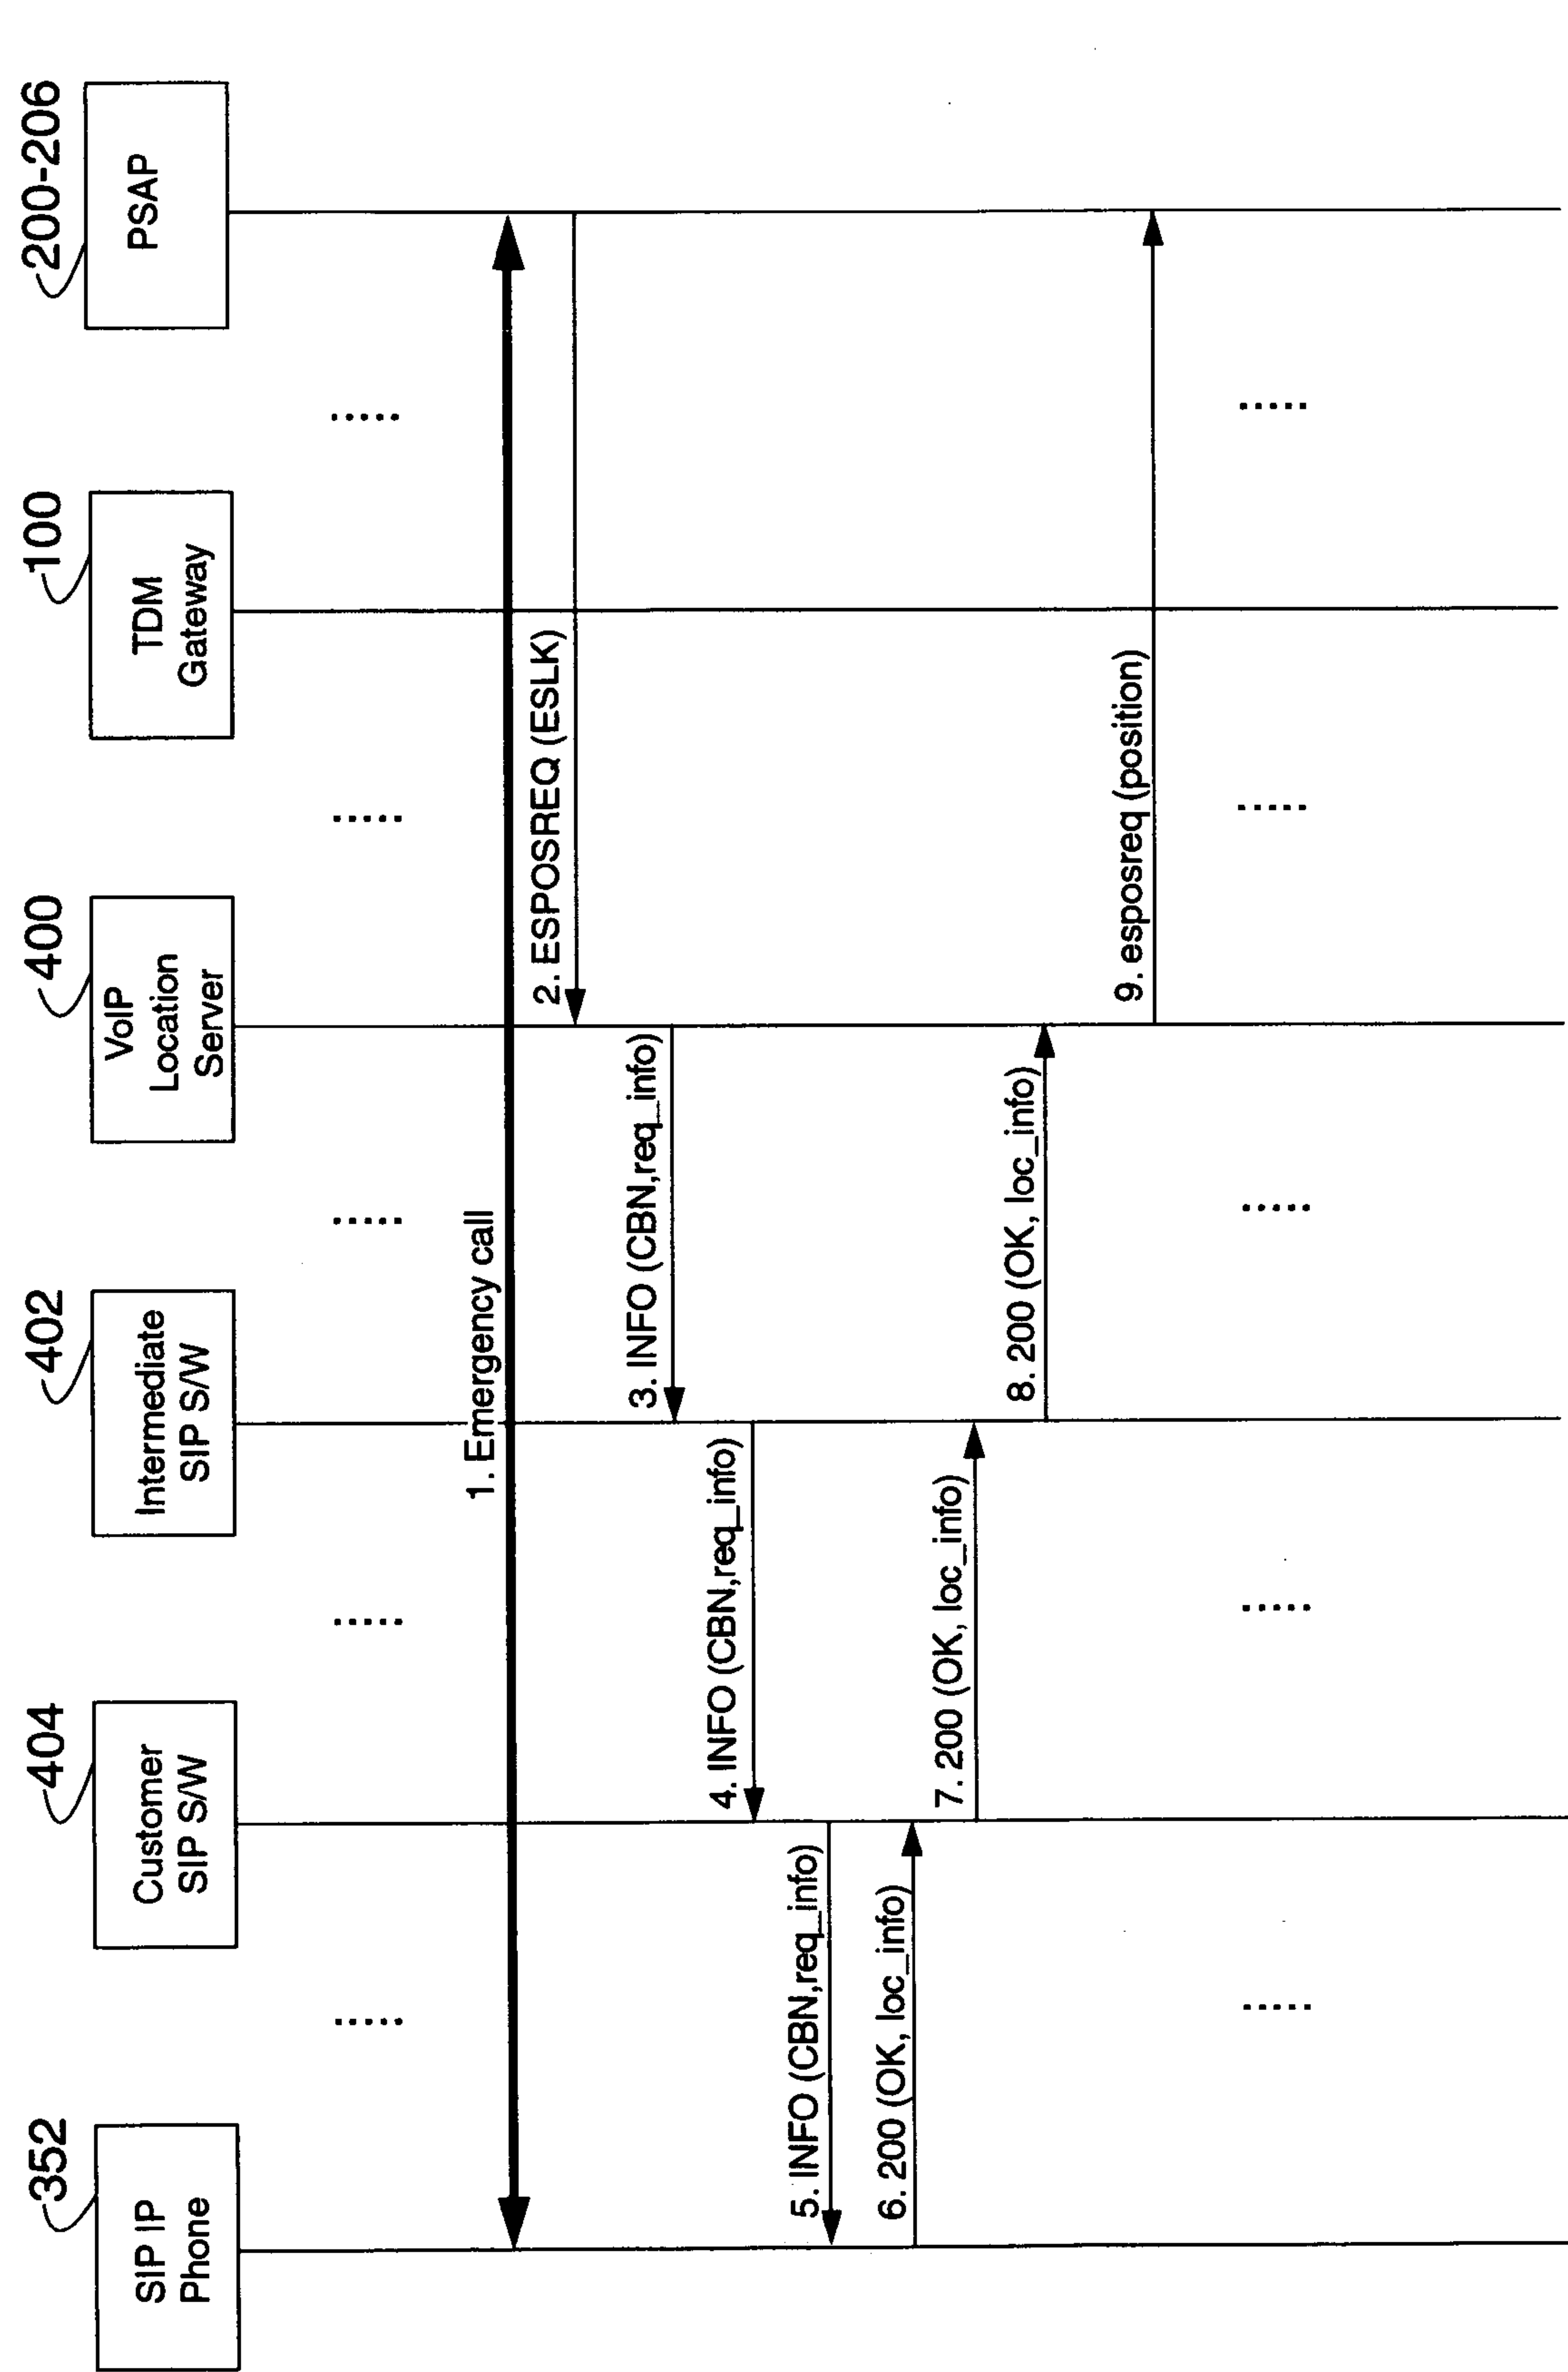 352
SIP IP
Phone
404
Customer
SIP S/W
402
Intermediate
SIP S/W
400
VoIP
Location
Server
100
TDM
Gateway
200-206
PSAP
1. Emergency call
2. ESPOSREQ (ESLK)
3. INFO (CBN,req_info)
4. INFO (CBN,req_info)
5. INFO (CBN,req_info)
6. 200 (OK, loc_info)
7. 200 (OK, loc_info)
8. 200 (OK, loc_info)
9. esposreq (position)